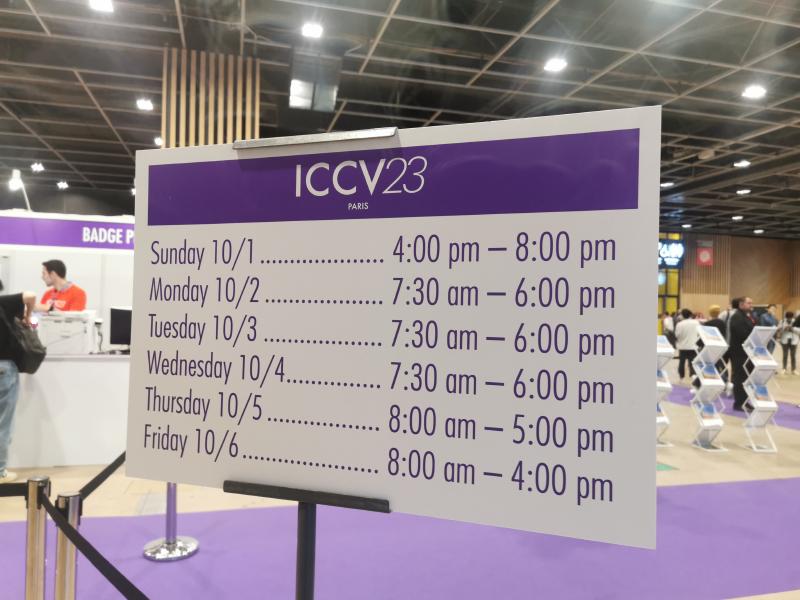 ICCV23
PARIS
Sunday 10/1.................... 4:00 pm – 8:00 pm
Monday 10/2 ................... 7:30 am – 6:00 pm
Tuesday 10/3 ................... 7:30 am – 6:00 pm
Wednesday 10/4............... 7:30 am – 6:00 pm
Thursday 10/5 .................. 8:00 am – 5:00 pm
Friday 10/6...................... 8:00 am – 4:00 pm
BADGE P